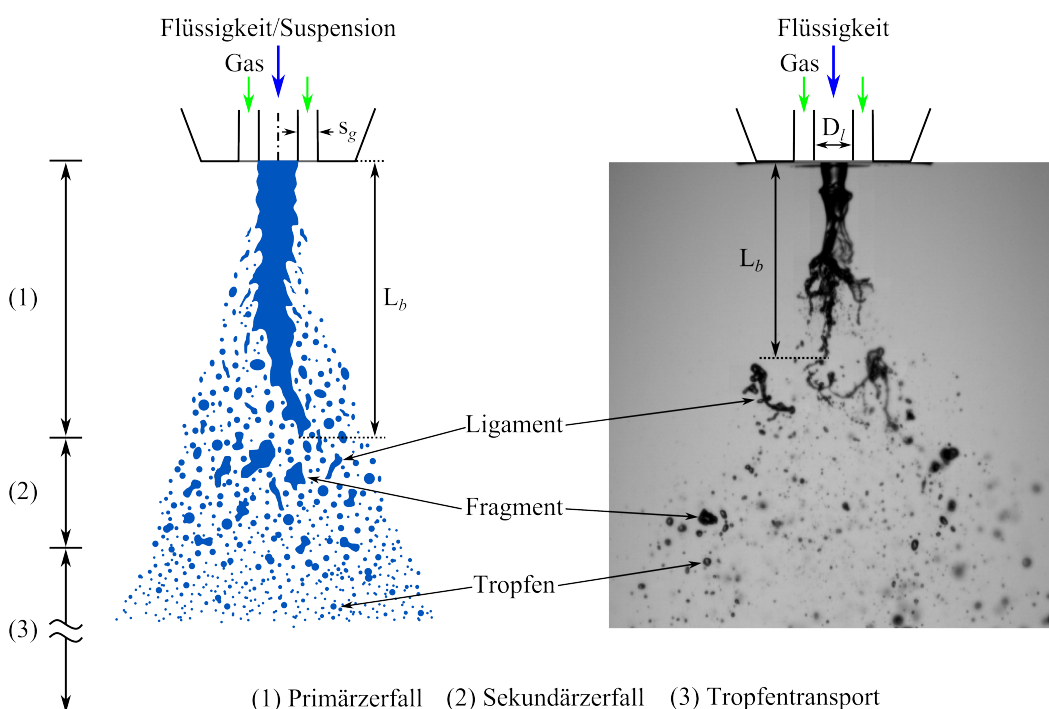 Flüssigkeit/Suspension
Gas
s_g
L_b
(1)
(2)
(3)
Flüssigkeit
Gas
D_l
L_b
Ligament
Fragment
Tropfen
(1) Primärzerfall (2) Sekundärzerfall (3) Tropfentransport